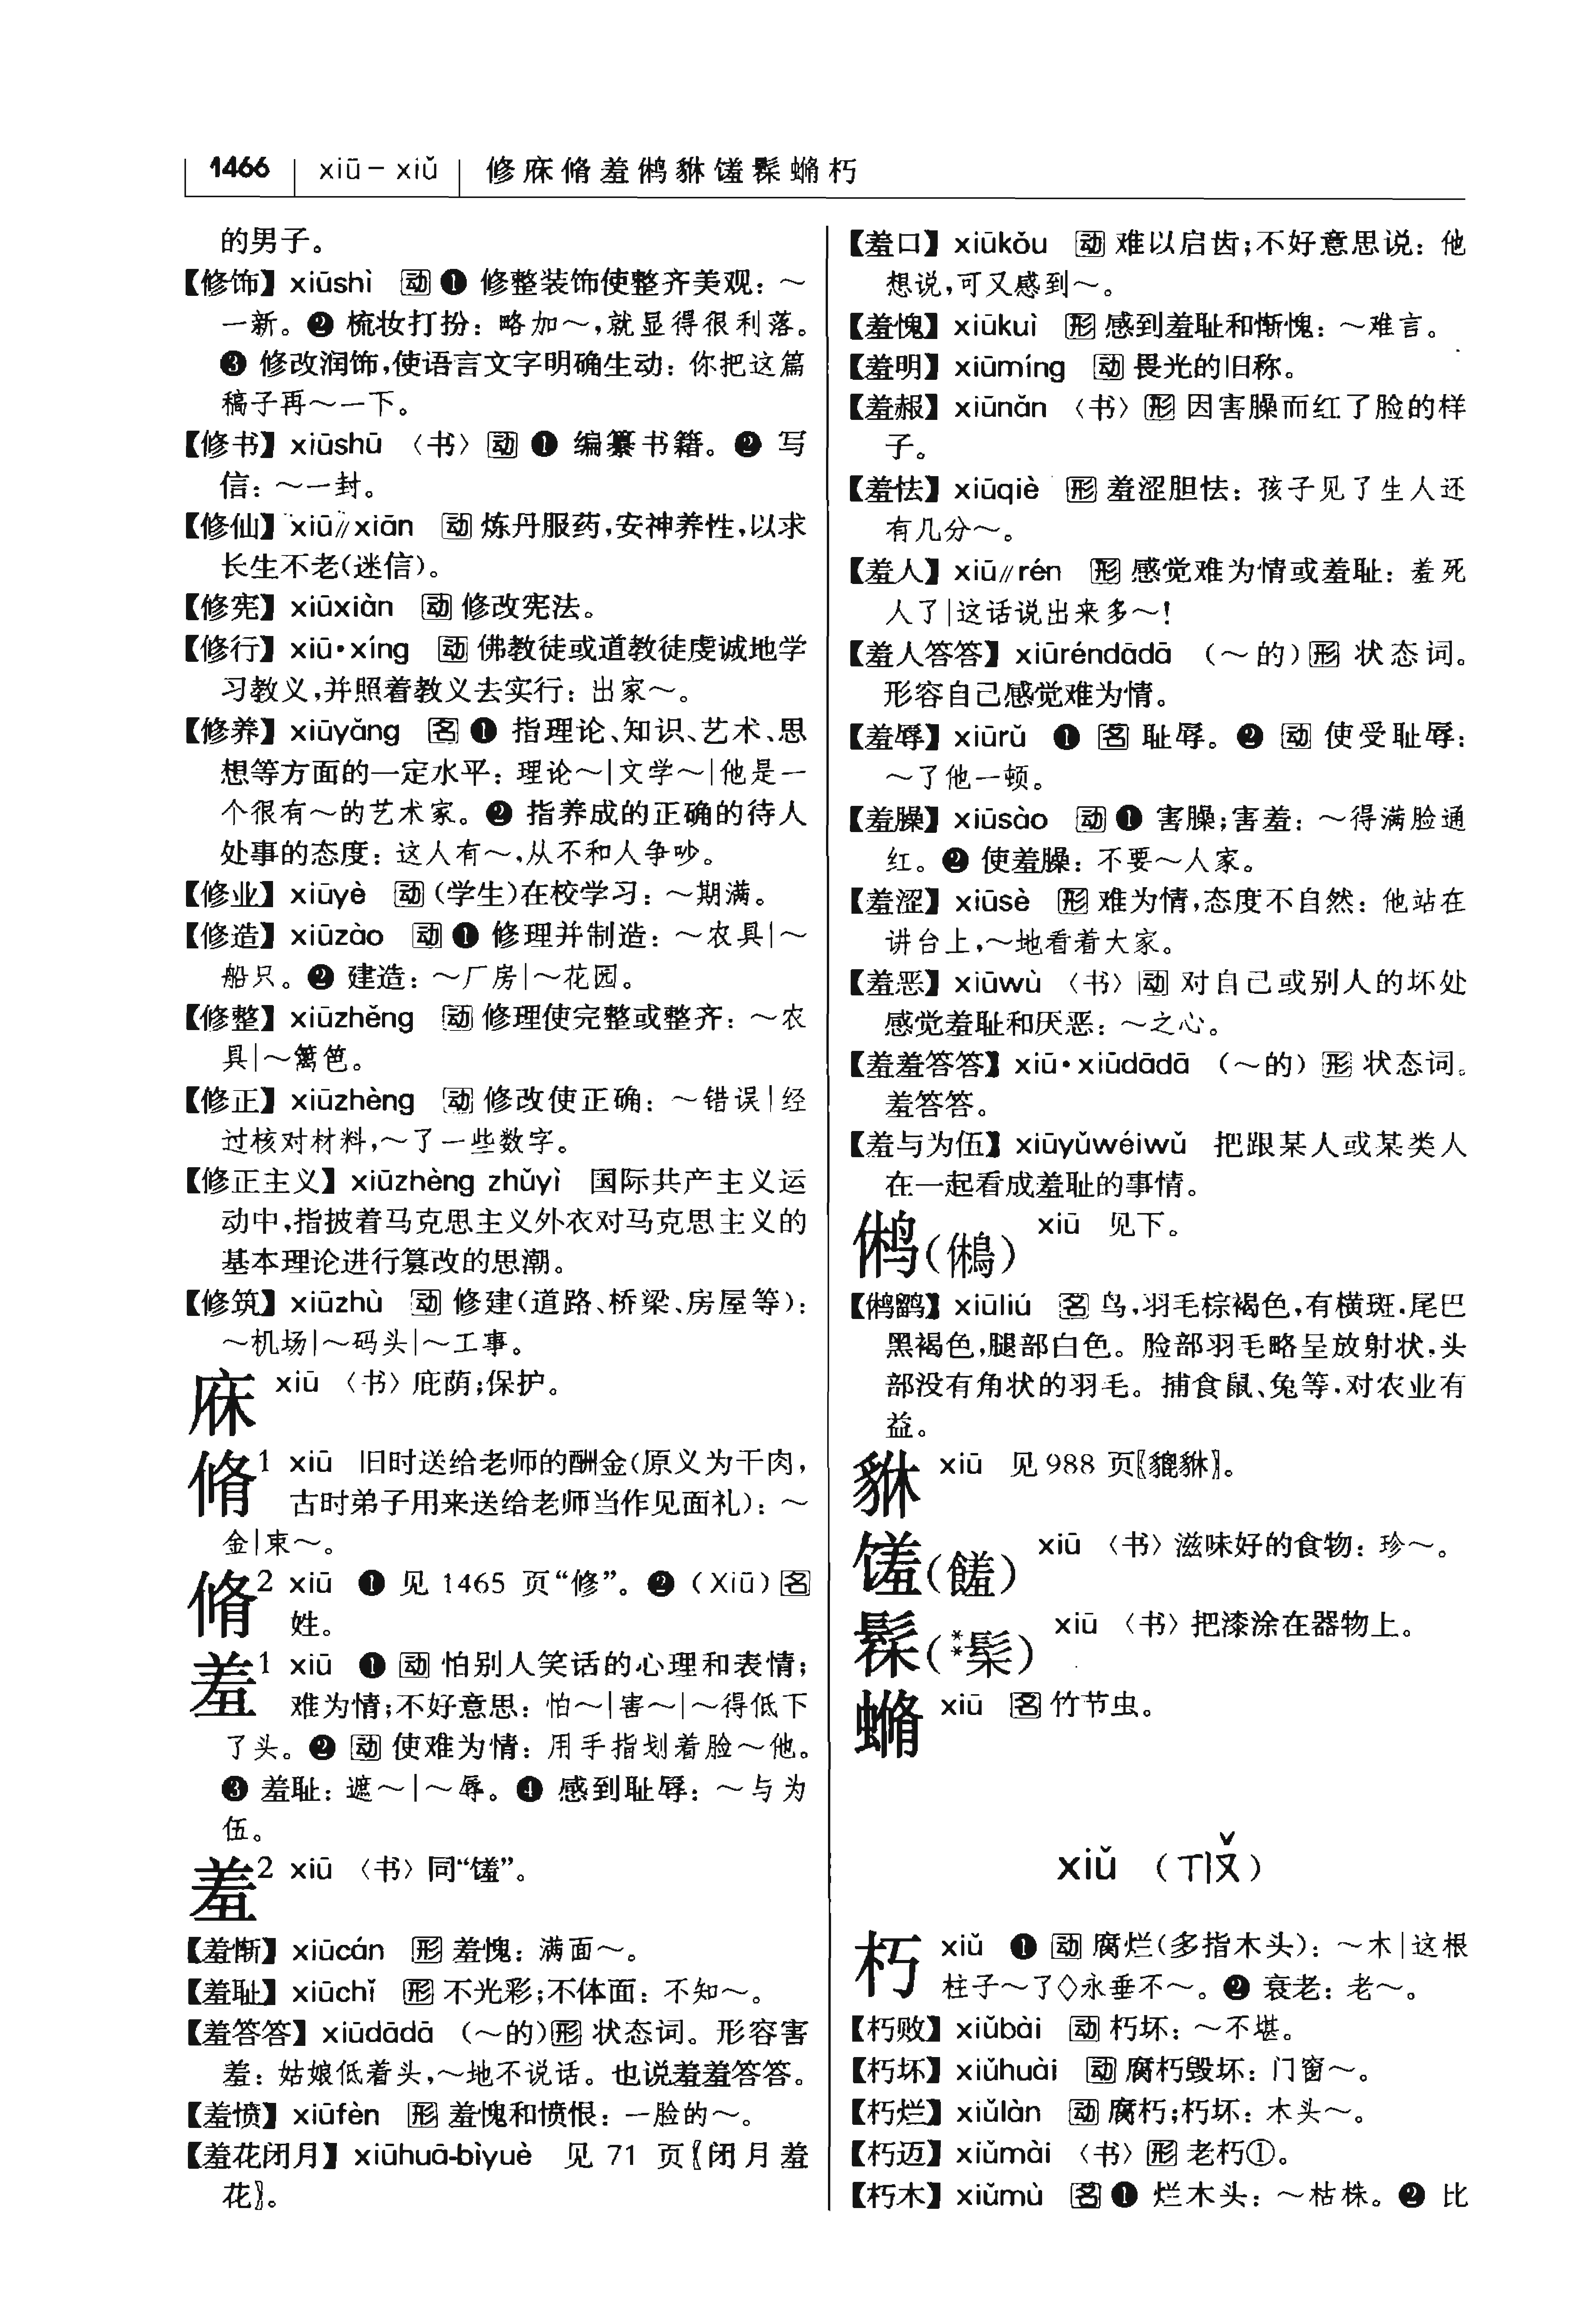 1466 xiū－xiǔ 修庥脩羞鸺貅馐髹蠨朽
的男子。
【修饰】xiūshì 动 ❶ 修整装饰使整齐美观：～
一新。❷ 梳妆打扮：略加～，就显得很利落。
❸ 修改润饰，使语言文字明确生动：你把这篇
稿子再～一下。
【修书】xiūshū 〈书〉动 ❶ 编纂书籍。❷ 写
信：～一封。
【修仙】xiū∥xiān 动 炼丹服药，安神养性，以求
长生不老(迷信)。
【修宪】xiūxiàn 动 修改宪法。
【修行】xiū·xíng 动 佛教徒或道教徒虔诚地学
习教义，并照着教义去实行：出家～。
【修养】xiūyǎng 名 ❶ 指理论、知识、艺术、思
想等方面的一定水平：理论～|文学～|他是一
个很有～的艺术家。❷ 指养成的正确的待人
处事的态度：这人有～，从不和人争吵。
【修业】xiūyè 动 (学生)在校学习：～期满。
【修造】xiūzào 动 ❶ 修理并制造：～农具|～
船只。❷ 建造：～厂房|～花园。
【修整】xiūzhěng 动 修理使完整或整齐：～农
具|～篱笆。
【修正】xiūzhèng 动 修改使正确：～错误|经
过核对材料，～了一些数字。
【修正主义】xiūzhèng zhǔyì 国际共产主义运
动中，指披着马克思主义外衣对马克思主义的
基本理论进行篡改的思潮。
【修筑】xiūzhù 动 修建(道路、桥梁、房屋等)：
～机场|～码头|～工事。
庥 xiū 〈书〉庇荫；保护。
脩1 xiū 旧时送给老师的酬金(原义为干肉，
古时弟子用来送给老师当作见面礼)：～
金|束～。
脩2 xiū ❶ 见 1465 页“修”。❷ (Xiū) 名
姓。
羞1 xiū ❶ 动 怕别人笑话的心理和表情；
难为情；不好意思：怕～|害～|～得低下
了头。❷ 动 使难为情：用手指划着脸～他。
❸ 羞耻：遮～|～辱。❹ 感到耻辱：～与为
伍。
羞2 xiū 〈书〉同“馐”。
【羞惭】xiūcán 形 羞愧：满面～。
【羞耻】xiūchǐ 形 不光彩；不体面：不知～。
【羞答答】xiūdādā (～的)形 状态词。形容害
羞：姑娘低着头，～地不说话。也说羞羞答答。
【羞愤】xiūfèn 形 羞愧和愤恨：一脸的～。
【羞花闭月】xiūhuā-bìyuè 见 71 页〖闭月羞
花〗。
【羞口】xiūkǒu 动 难以启齿；不好意思说：他
想说，可又感到～。
【羞愧】xiūkuì 形 感到羞耻和惭愧：～难言。
【羞明】xiūmíng 动 畏光的旧称。
【羞赧】xiūnǎn 〈书〉形 因害臊而红了脸的样
子。
【羞怯】xiūqiè 形 羞涩胆怯：孩子见了生人还
有几分～。
【羞人】xiū∥rén 形 感觉难为情或羞耻：羞死
人了|这话说出来多～！
【羞人答答】xiūréndādā (～的)形 状态词。
形容自己感觉难为情。
【羞辱】xiūrǔ ❶ 名 耻辱。❷ 动 使受耻辱：
～了他一顿。
【羞臊】xiūsào 动 ❶ 害臊；害羞：～得满脸通
红。❷ 使羞臊：不要～人家。
【羞涩】xiūsè 形 难为情，态度不自然：他站在
讲台上，～地看着大家。
【羞恶】xiūwù 〈书〉动 对自己或别人的坏处
感觉羞耻和厌恶：～之心。
【羞羞答答】xiū·xiūdādā (～的) 形 状态词。
羞答答。
【羞与为伍】xiūyǔwéiwǔ 把跟某人或某类人
在一起看成羞耻的事情。
鸺(鵂) xiū 见下。
【鸺鹠】xiūliú 名 鸟，羽毛棕褐色，有横斑，尾巴
黑褐色，腿部白色。脸部羽毛略呈放射状，头
部没有角状的羽毛。捕食鼠、兔等，对农业有
益。
貅 xiū 见 988 页〖貔貅〗。
馐(饈) xiū 〈书〉滋味好的食物：珍～。
髹(**髤) xiū 〈书〉把漆涂在器物上。
xiū 名 竹节虫。
xiǔ (ㄒㄧㄡˇ)
朽 xiǔ ❶ 动 腐烂(多指木头)：～木|这根
柱子～了◇永垂不～。❷ 衰老：老～。
【朽败】xiǔbài 动 朽坏：～不堪。
【朽坏】xiǔhuài 动 腐朽毁坏：门窗～。
【朽烂】xiǔlàn 动 腐朽；朽坏：木头～。
【朽迈】xiǔmài 〈书〉形 老朽①。
【朽木】xiǔmù 名 ❶ 烂木头：～枯株。❷ 比